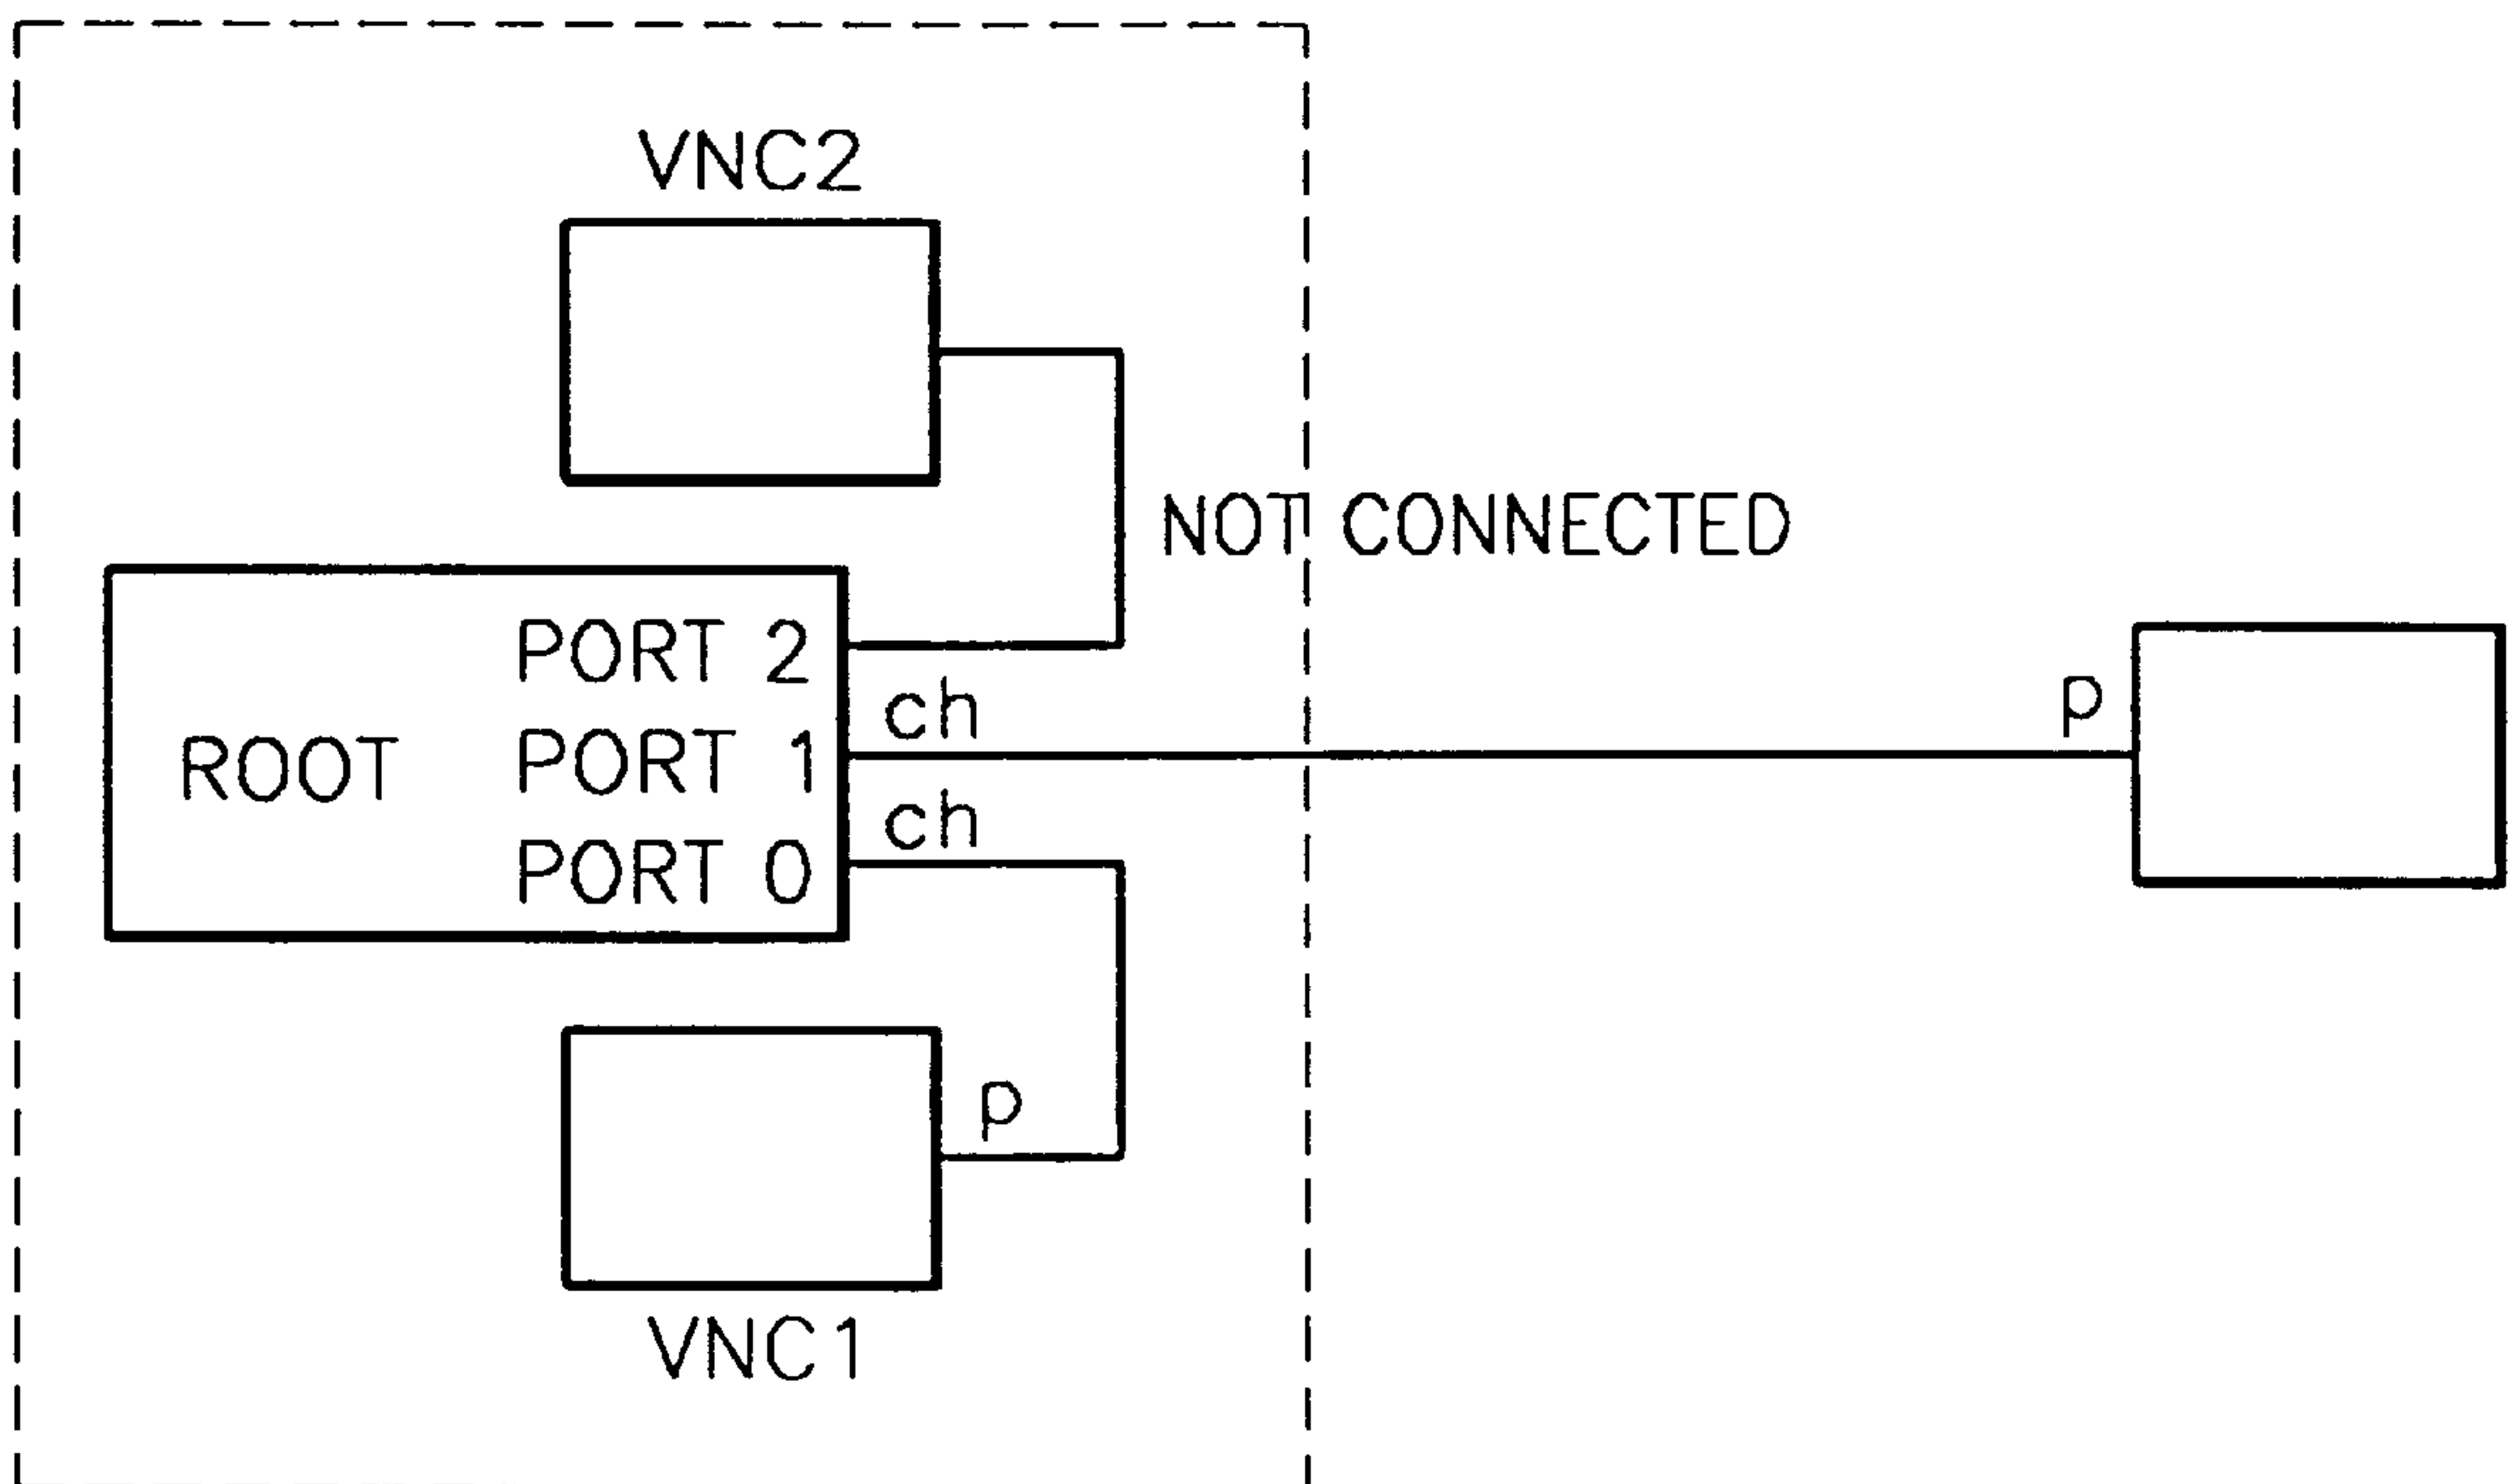 VNC2
NOT CONNECTED
PORT 2
ch
p
ROOT
PORT 1
ch
PORT 0
p
VNC1